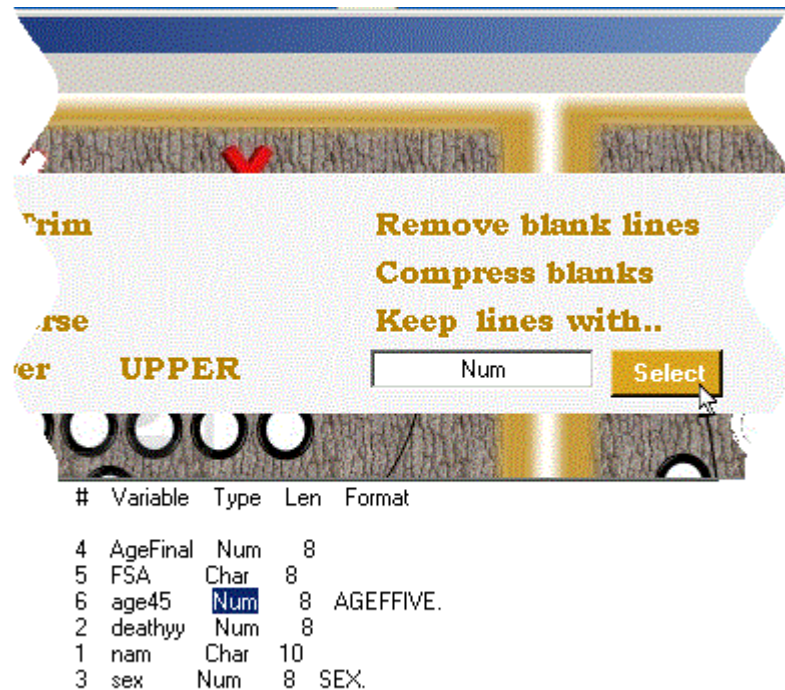 Remove blank lines
Compress blanks
Keep lines with..
UPPER Num Select
# Variable Type Len Format
4 AgeFinal Num 8
5 FSA Char 8
6 age45 Num 8 AGEFFIVE.
2 deathyy Num 8
1 nam Char 10
3 sex Num 8 SEX.